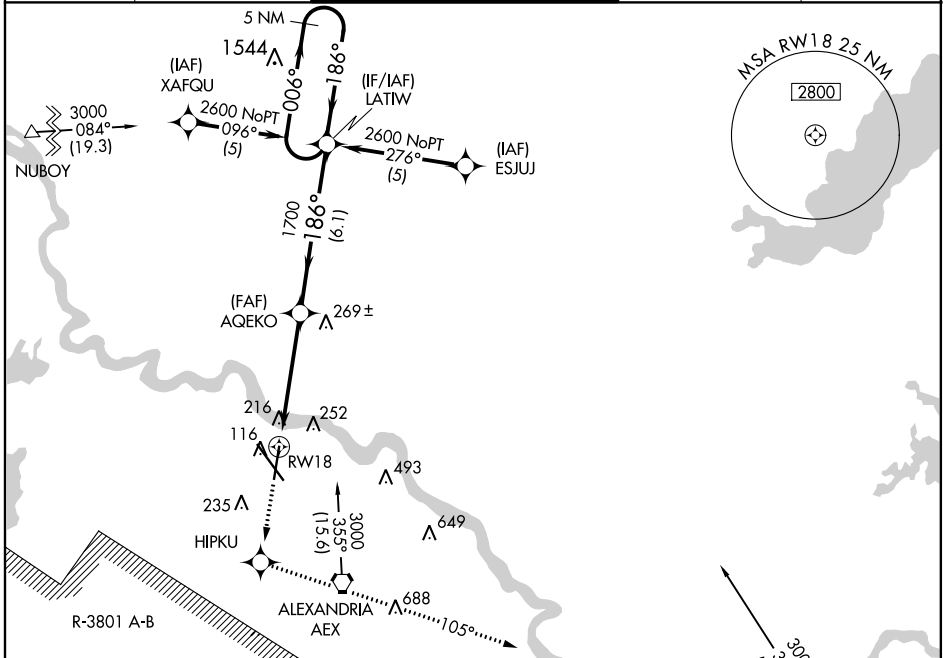 5 NM
1544
006°
186°
(IAF)
XAFQU
(IF/IAF)
LATIW
MSA RW18 25 NM
2800
3000
084°
(19.3)
NUBOY
2600 NoPT
096°
(5)
2600 NoPT
276°
(5)
(IAF)
ESJUJ
1700
186°
(6.1)
(FAF)
AQEKO
269±
216
252
116
RW18
493
235
3000
355°
(15.6)
649
HIPKU
R-3801 A-B
ALEXANDRIA
AEX
688
105°